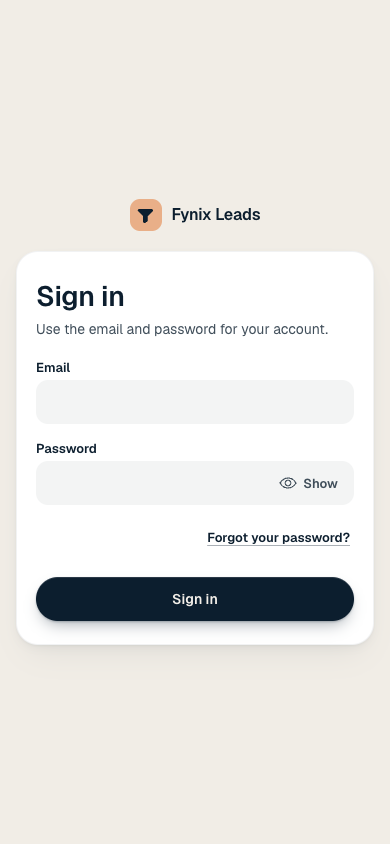 Fynix Leads
Sign in
Use the email and password for your account.
Email
Password
Show
Forgot your password?
Sign in